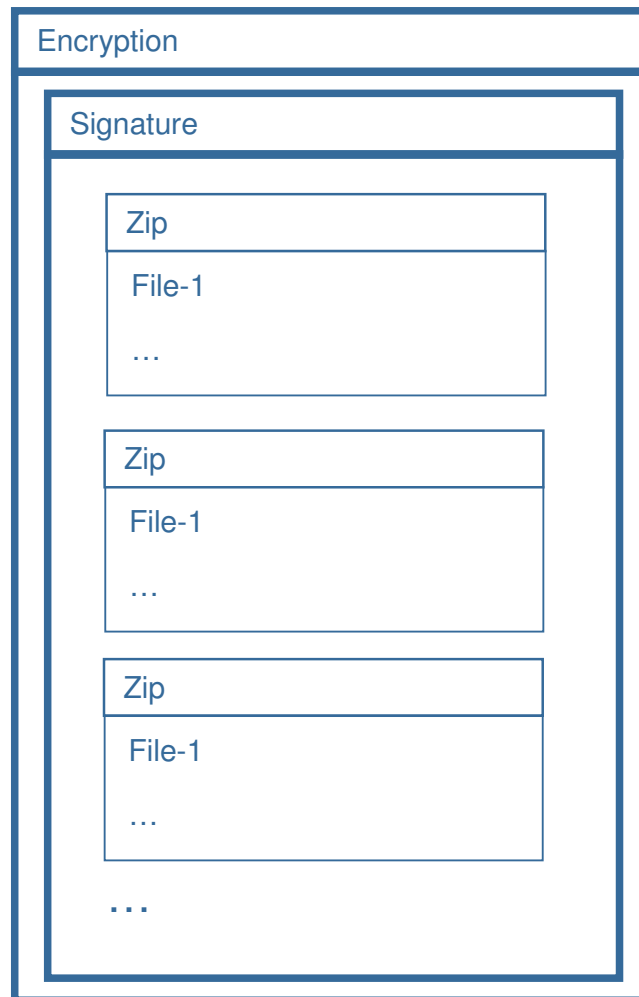 Encryption
Signature
Zip
File-1
…
Zip
File-1
…
Zip
File-1
…
…